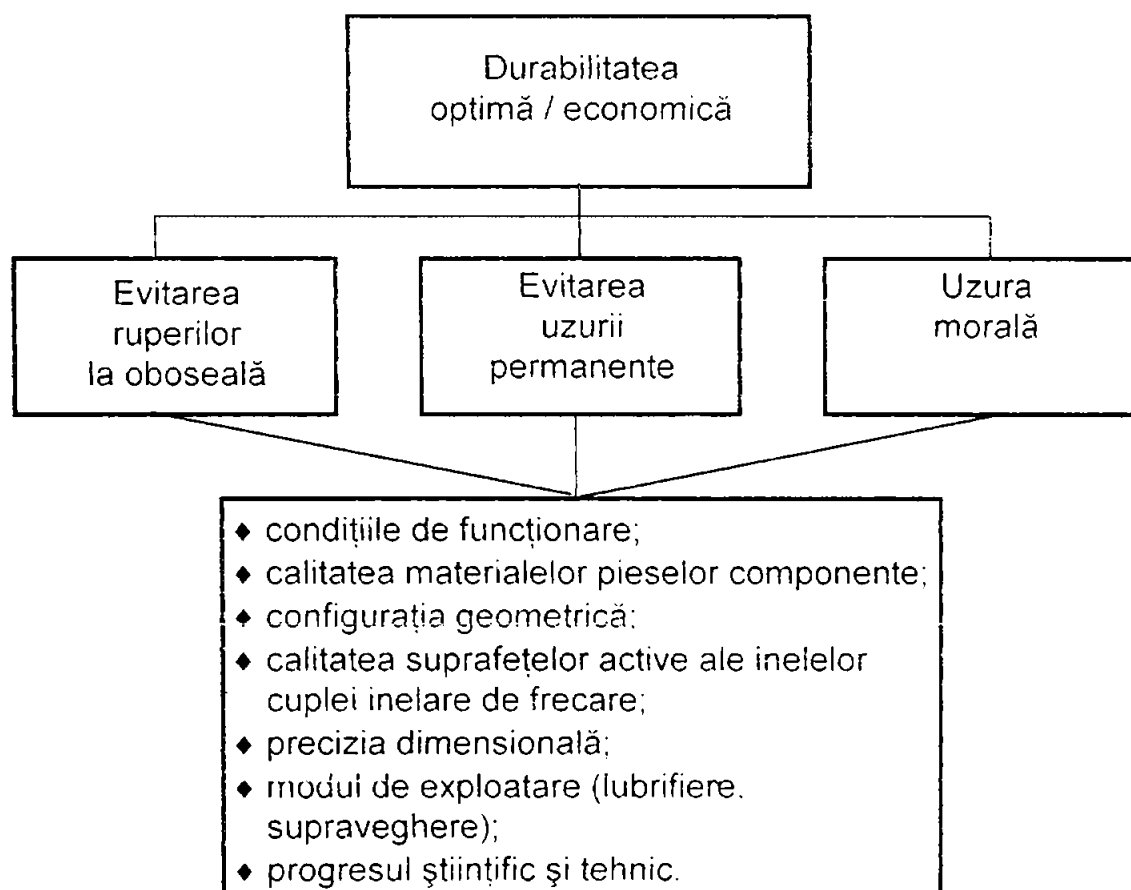 Durabilitatea
optimă / economică
Evitarea
ruperilor
la oboseală
Evitarea
uzurii
permanente
Uzura
morală
♦ condițiile de funcționare;
♦ calitatea materialelor pieselor componente;
♦ configurația geometrică;
♦ calitatea suprafețelor active ale inelelor
cuplei inelare de frecare;
♦ precizia dimensională;
♦ modul de exploatare (lubrifiere,
supraveghere);
♦ progresul ştiințific şi tehnic.